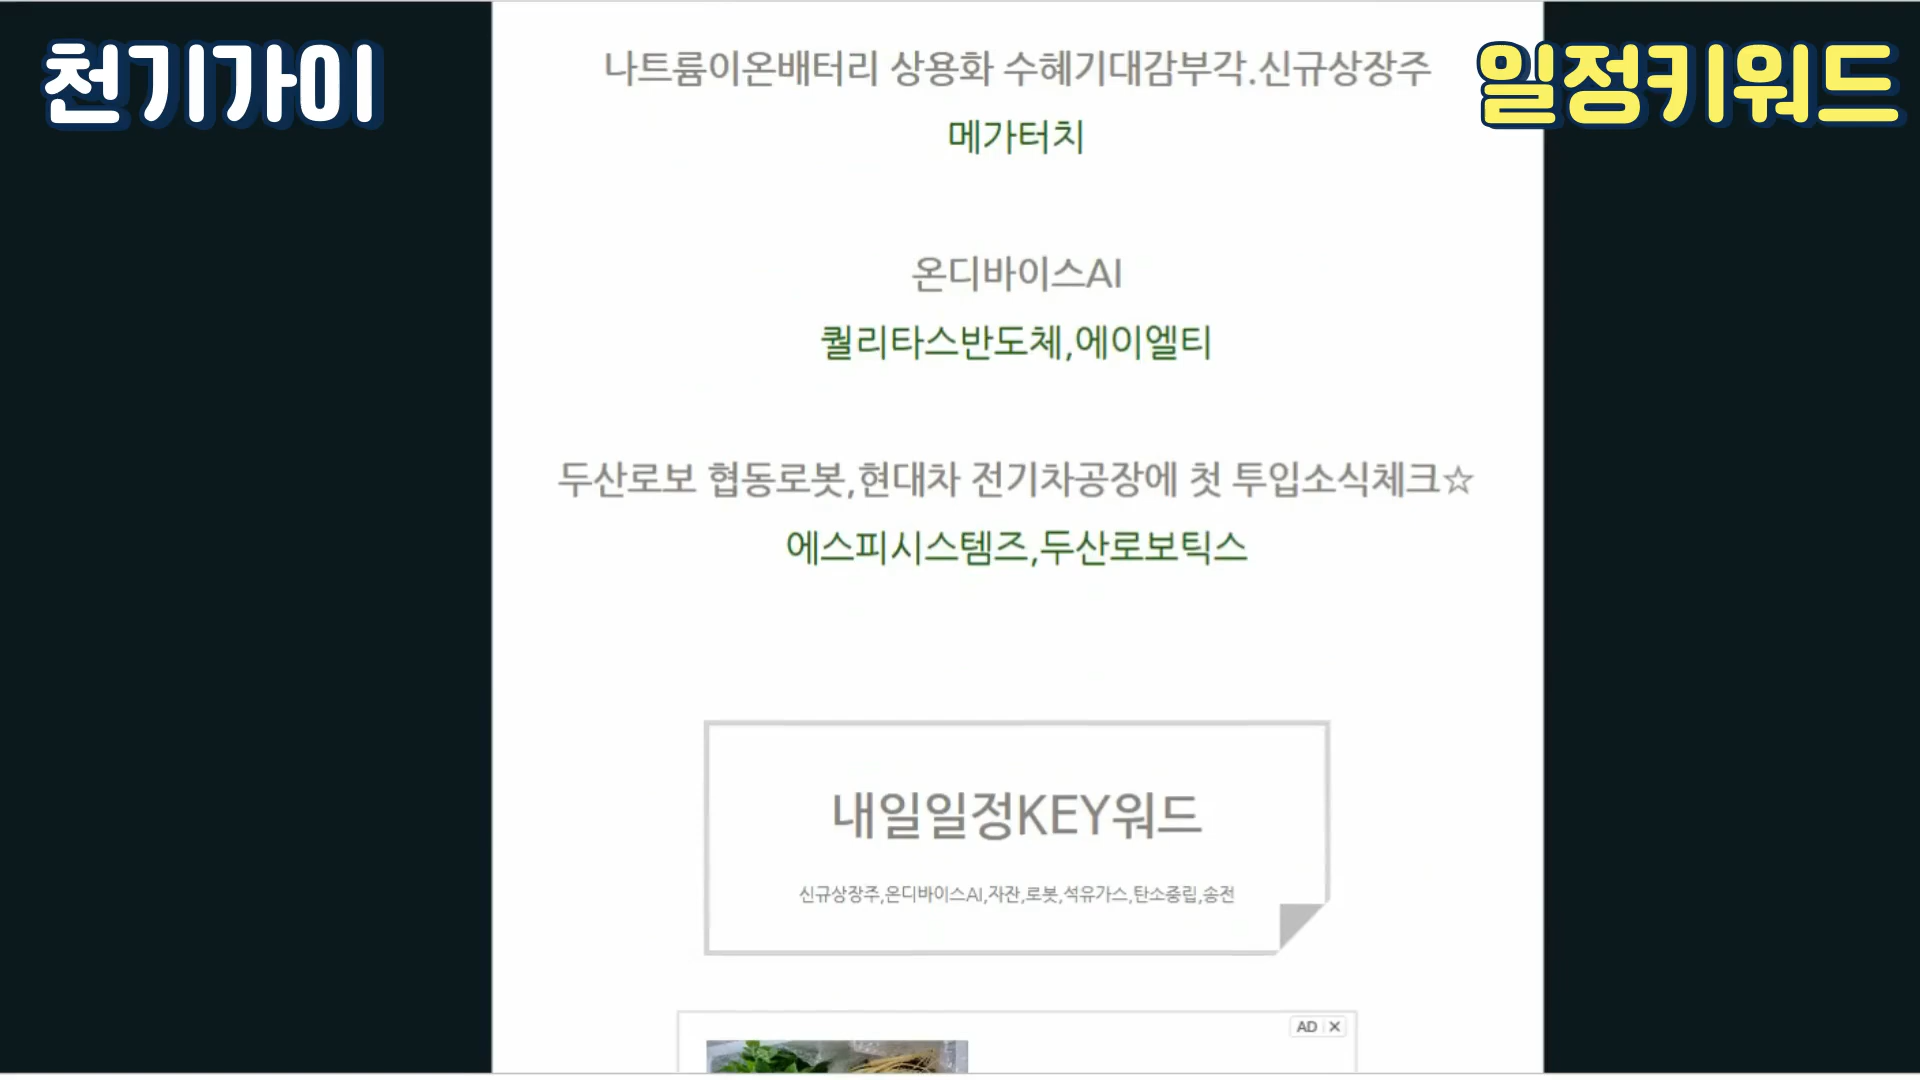 천기가이
일정키워드
나트륨이온배터리 상용화 수혜기대감부각.신규상장주
메가터치
온디바이스AI
퀄리타스반도체,에이엘티
두산로보 협동로봇,현대차 전기차공장에 첫 투입소식체크☆
에스피시스템즈,두산로보틱스
내일일정KEY워드
신규상장주,온디바이스AI,자잔,로봇,석유가스,탄소중립,송전
AD